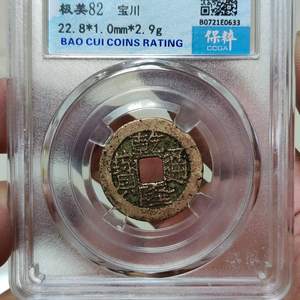 极美82 宝川
22.8*1.0mm*2.9g
BAO CUI COINS RATING
B0721E0633
保粹
CCGA